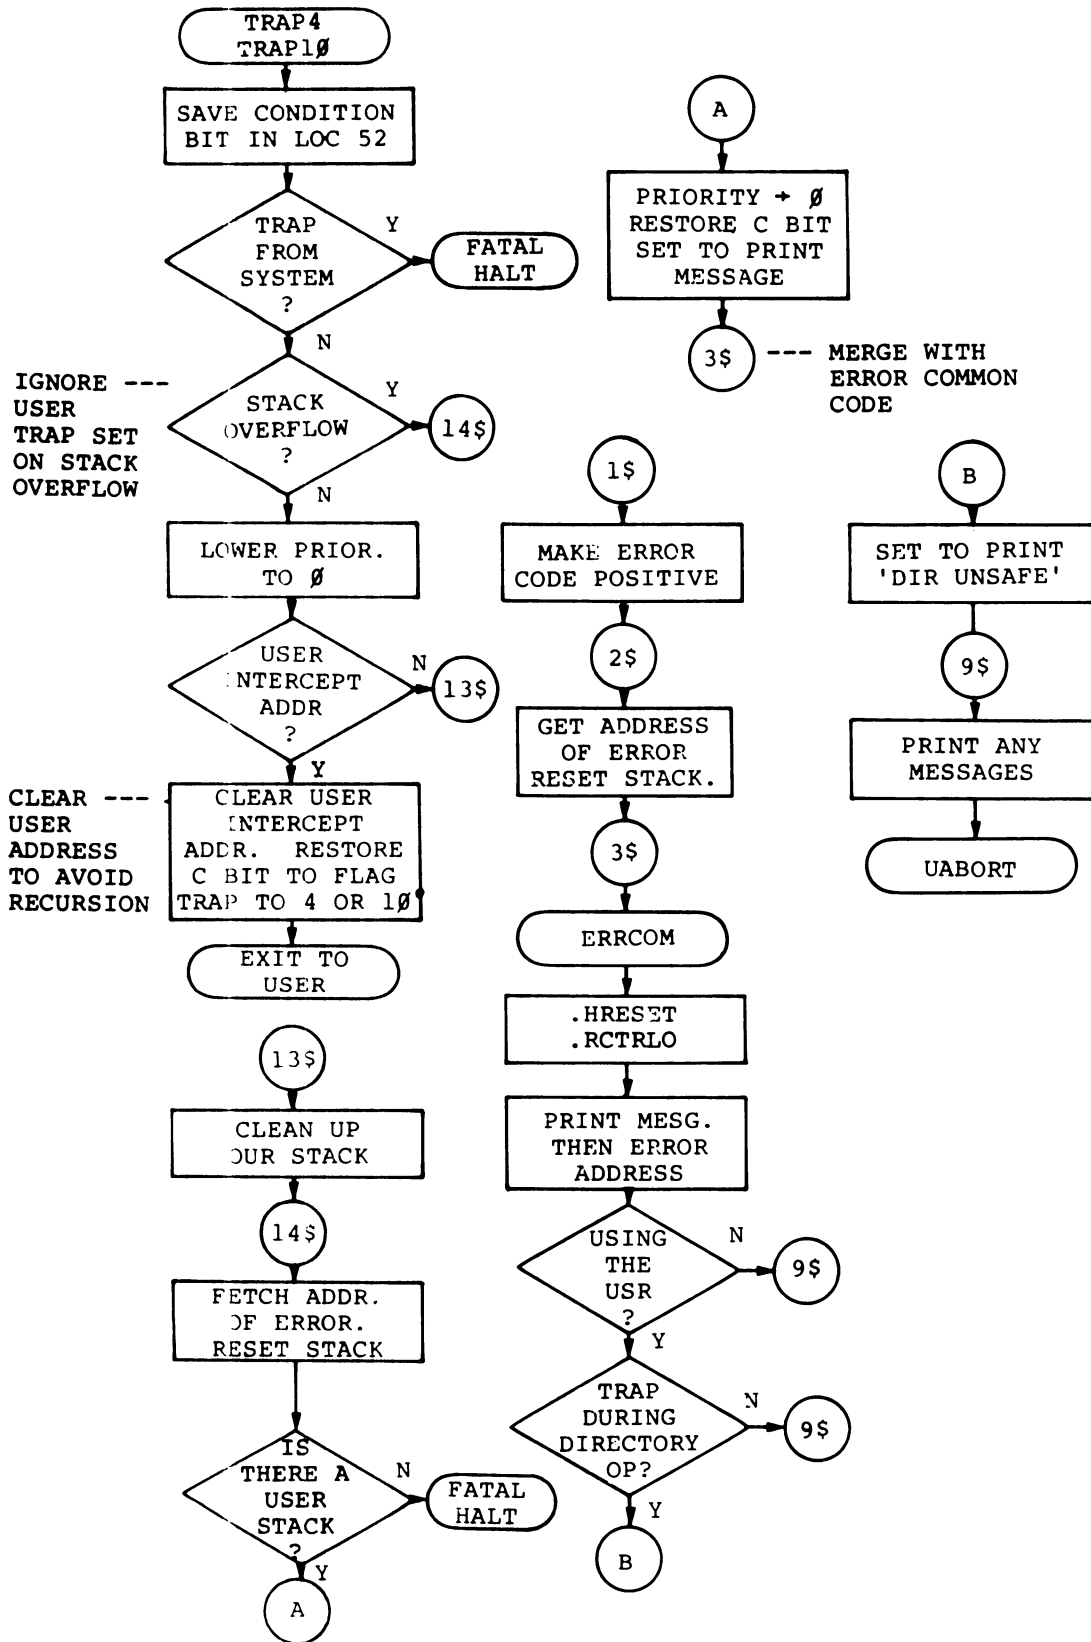 TRAP4
TRAP1Ø
SAVE CONDITION
BIT IN LOC 52
TRAP
FROM
SYSTEM
?
Y
FATAL
HALT
N
IGNORE ---
USER
TRAP SET
ON STACK
OVERFLOW
STACK
OVERFLOW
?
Y
14$
N
LOWER PRIOR.
TO Ø
USER
INTERCEPT
ADDR
?
N
13$
Y
CLEAR ---
USER
ADDRESS
TO AVOID
RECURSION
CLEAR USER
INTERCEPT
ADDR. RESTORE
C BIT TO FLAG
TRAP TO 4 OR 1Ø
EXIT TO
USER
13$
CLEAN UP
OUR STACK
14$
FETCH ADDR.
OF ERROR.
RESET STACK
IS
THERE A
USER
STACK
?
N
FATAL
HALT
Y
A
A
PRIORITY → Ø
RESTORE C BIT
SET TO PRINT
MESSAGE
3$
--- MERGE WITH
ERROR COMMON
CODE
1$
MAKE ERROR
CODE POSITIVE
2$
GET ADDRESS
OF ERROR
RESET STACK.
3$
ERRCOM
.HRESET
.RCTRLO
PRINT MESG.
THEN ERROR
ADDRESS
USING
THE
USR
?
N
9$
Y
TRAP
DURING
DIRECTORY
OP?
N
9$
Y
B
B
SET TO PRINT
'DIR UNSAFE'
9$
PRINT ANY
MESSAGES
UABORT